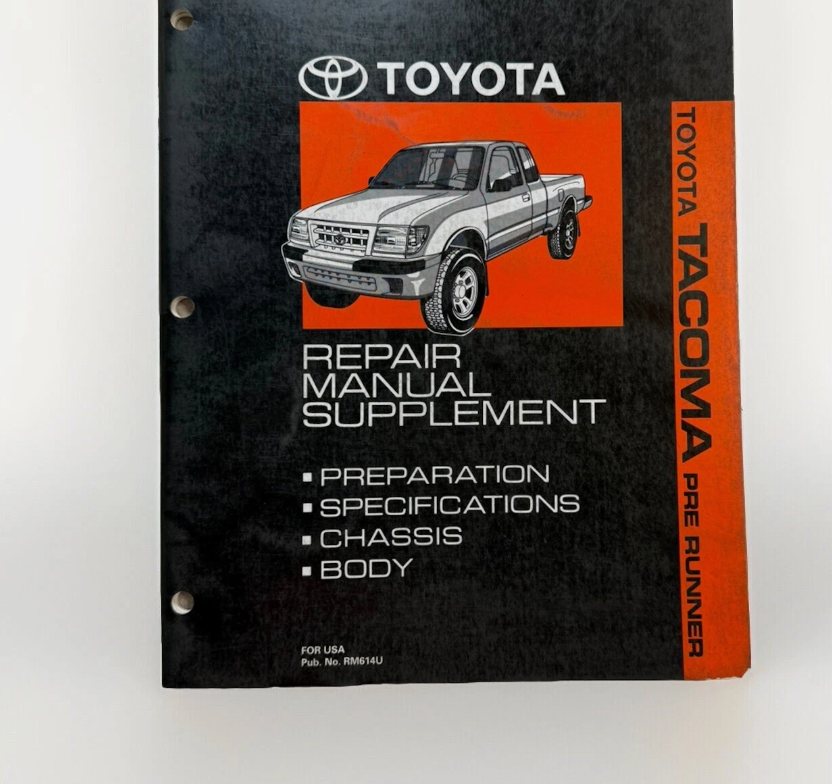 TOYOTA
REPAIR
MANUAL
SUPPLEMENT
▪ PREPARATION
▪ SPECIFICATIONS
▪ CHASSIS
▪ BODY
FOR USA
Pub. No. RM614U
TOYOTA TACOMA PRE RUNNER